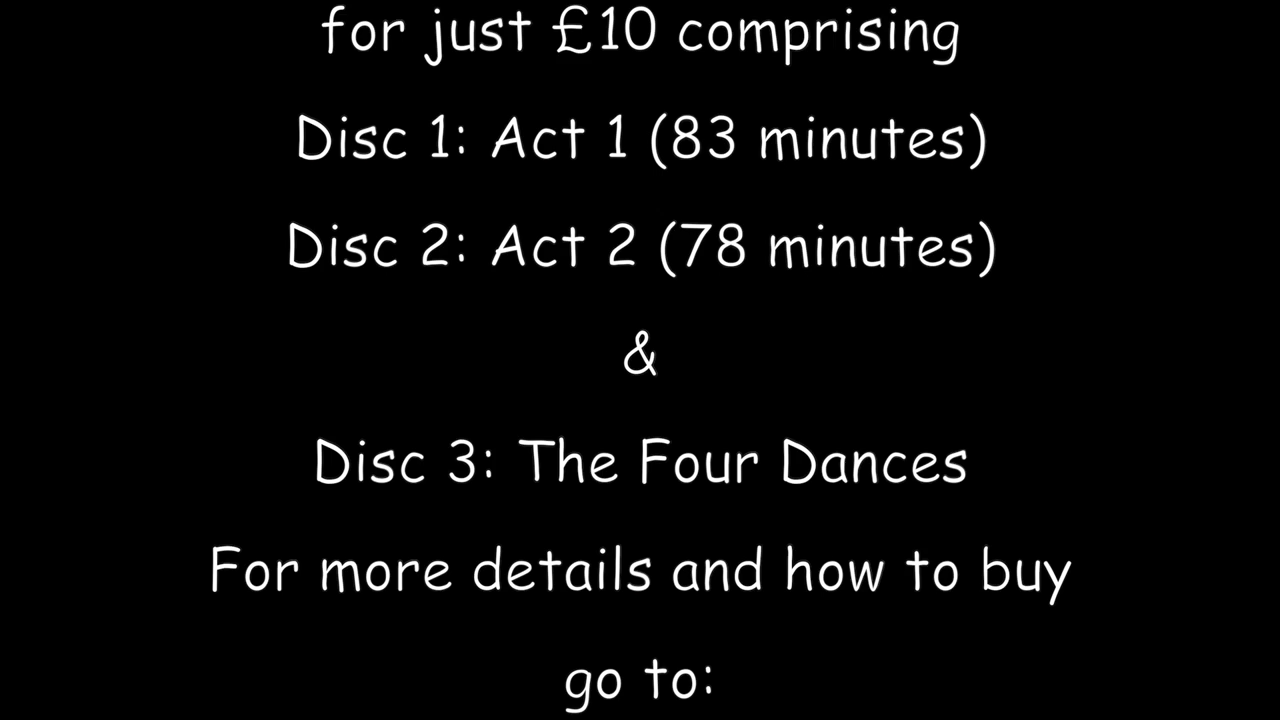 for just £10 comprising
Disc 1: Act 1 (83 minutes)
Disc 2: Act 2 (78 minutes)
&
Disc 3: The Four Dances
For more details and how to buy
go to: